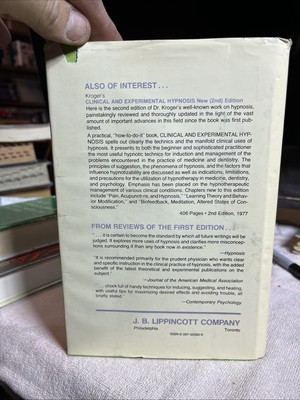 ALSO OF INTEREST . . .
Kroger's
CLINICAL AND EXPERIMENTAL HYPNOSIS New (2nd) Edition
Here is the second edition of Dr. Kroger's well-known work on hypnosis,
painstakingly reviewed and thoroughly updated in the light of the vast
amount of important advances in this field since the book was first pub-
lished.
A practical, "how-to-do-it" book, CLINICAL AND EXPERIMENTAL HYP-
NOSIS spells out clearly the technics and the manifold clinical uses of
hypnosis. It presents to both the beginner and sophisticated practitioner
the most useful hypnotic technics for induction and management of the
problems encountered in the practice of medicine and dentistry. The
principles of suggestion, the phenomena of hypnosis, and the factors that
influence hypnotizability are discussed as well as indications, limitations,
and precautions for the utilization of hypnotherapy in medicine, dentistry,
and psychology. Emphasis has been placed on the hypnotherapeutic
management of various clinical conditions. Chapters new to this edition
include "Pain, Acupuncture, and Hypnosis," "Learning Theory and Behav-
ior Modification," and "Biofeedback, Meditation, Altered States of Con-
sciousness."
406 Pages • 2nd Edition, 1977
FROM REVIEWS OF THE FIRST EDITION . . .
". . . it is certain to become the standard by which all future writings will be
judged. It explores more uses of hypnosis and clarifies more misconcep-
tions surrounding it than any book now in existence."
—Hypnosis
"It is recommended primarily for the prudent physician who wants clear
and specific instruction in the clinical practice of hypnosis, with the added
benefit of the latest theoretical and experimental publications on the
subject."
—Journal of the American Medical Association
". . . chock full of handy techniques for inducing, suggesting, and healing,
with useful tips for maximizing desired effects and avoiding trouble, all
briefly stated."
—Contemporary Psychology
J. B. LIPPINCOTT COMPANY
Philadelphia Toronto